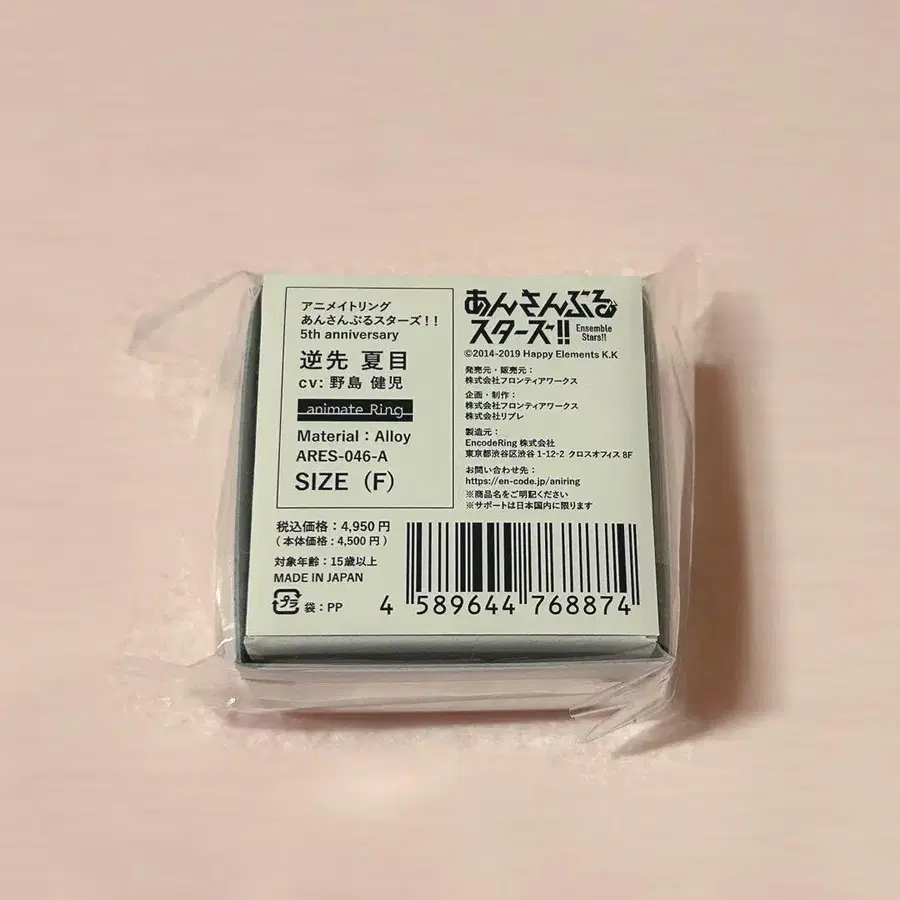 アニメイトリング
あんさんぶるスターズ！！
5th anniversary
逆先 夏目
cv: 野島 健児
animate Ring
Material：Alloy
ARES-046-A
SIZE（F）
あんさんぶる
スターズ!!
Ensemble
Stars!!
©2014-2019 Happy Elements K.K
発売元・販売元：
株式会社フロンティアワークス
企画・制作：
株式会社フロンティアワークス
株式会社リブレ
製造元：
EncodeRing 株式会社
東京都渋谷区渋谷 1-12-2 クロスオフィス 8F
お問い合わせ先：
https://en-code.jp/aniring
※商品名をご明記ください
※サポートは日本国内に限ります
税込価格：4,950 円
（本体価格：4,500 円）
対象年齢：15歳以上
MADE IN JAPAN
プラ 袋：PP
4 589644 768874